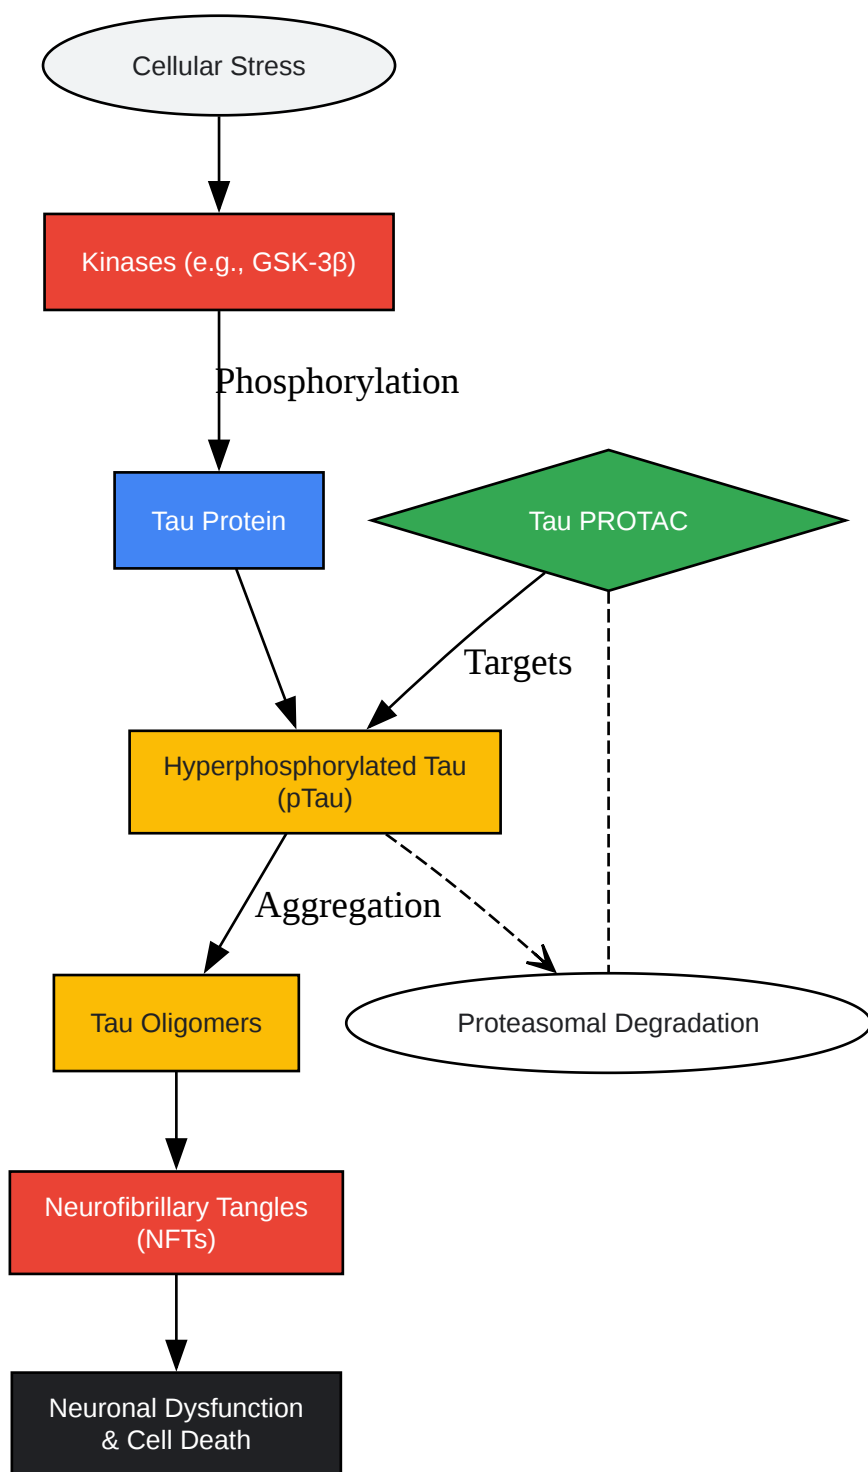 Cellular Stress
Kinases (e.g., GSK-3β)
Phosphorylation
Tau Protein
Tau PROTAC
Targets
Hyperphosphorylated Tau
(pTau)
Aggregation
Tau Oligomers
Proteasomal Degradation
Neurofibrillary Tangles
(NFTs)
Neuronal Dysfunction
& Cell Death